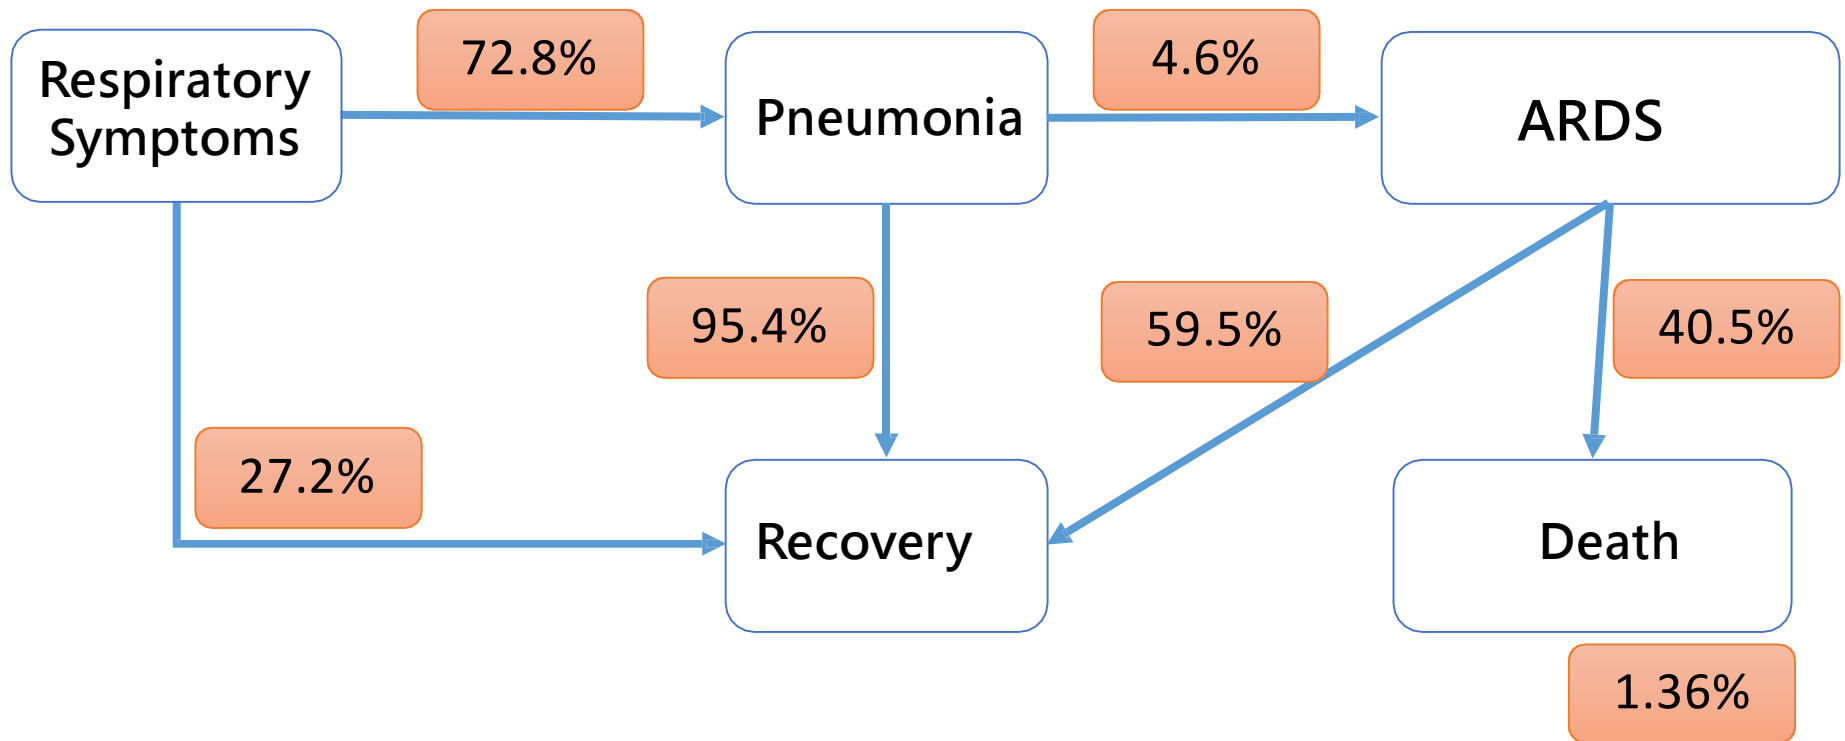 72.8%
4.6%
Respiratory
Symptoms
Pneumonia
ARDS
95.4%
59.5%
40.5%
27.2%
Recovery
Death
1.36%